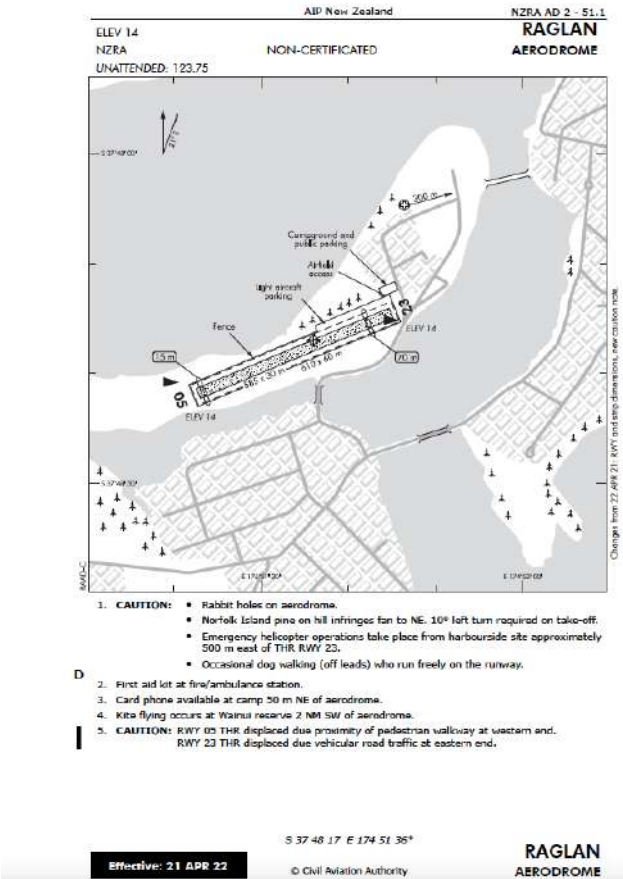 AIP New Zealand
NZRA AD 2 - 51.1
ELEV 14
RAGLAN
NZRA
NON-CERTIFICATED
AERODROME
UNATTENDED: 123.75
200 m
Campground and
public parking
Airfield
access
Light aircraft
parking
Fence
23
ELEV 14
15 m
585 x 30 m
610 x 60 m
70 m
05
ELEV 14
1. CAUTION: • Rabbit holes on aerodrome.
• Norfolk Island pine on hill infringes fan to NE. 10° left turn required on take-off.
• Emergency helicopter operations take place from harbourside site approximately
500 m east of THR RWY 23.
• Occasional dog walking (off leads) who run freely on the runway.
D
2. First aid kit at fire/ambulance station.
3. Card phone available at camp 50 m NE of aerodrome.
4. Kite flying occurs at Wainui reserve 2 NM SW of aerodrome.
5. CAUTION: RWY 05 THR displaced due proximity of pedestrian walkway at western end.
RWY 23 THR displaced due vehicular road traffic at eastern end.
Changes from 22 APR 21: RWY and strip dimensions, new caution note.
S 37 48 17 E 174 51 36*
Effective: 21 APR 22
© Civil Aviation Authority
RAGLAN
AERODROME